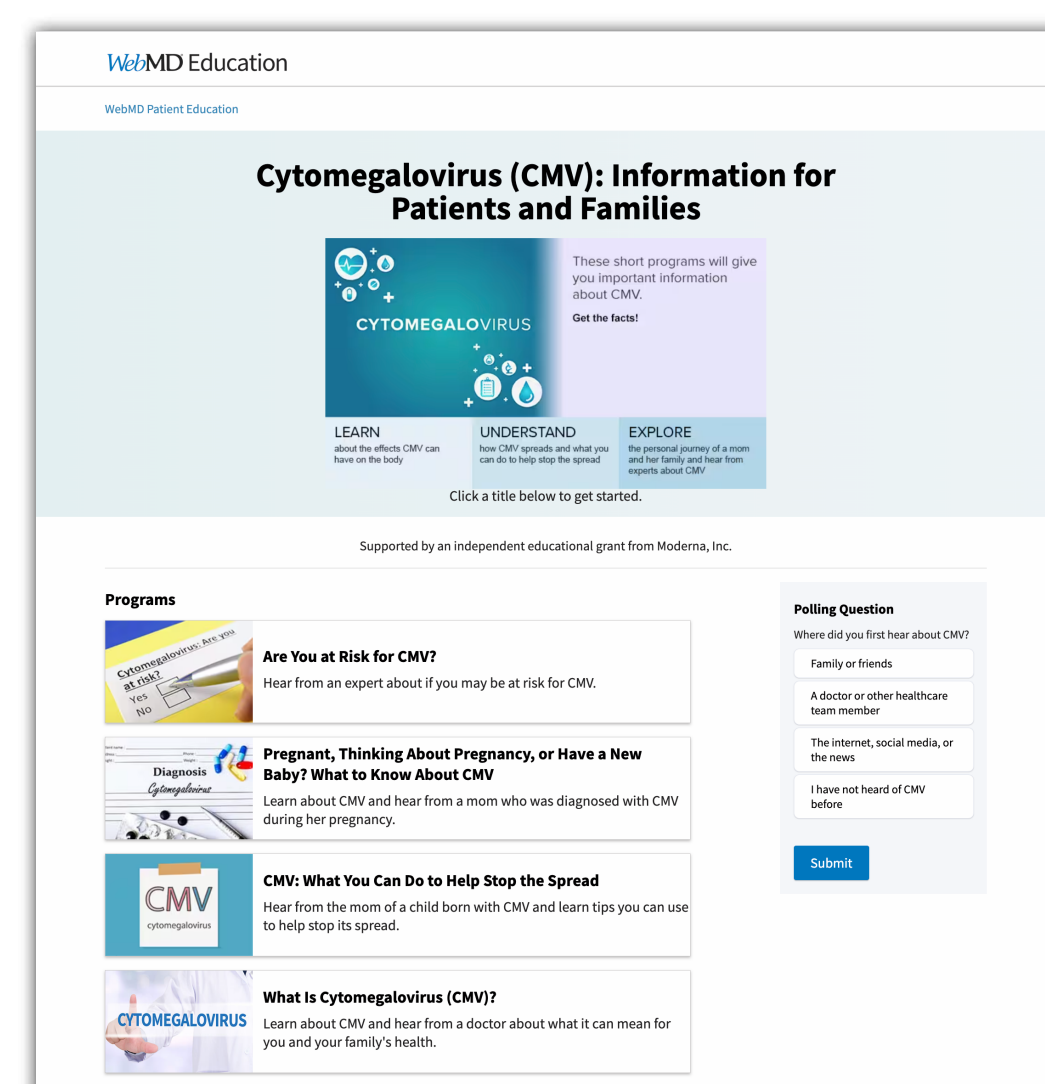 WebMD Education
WebMD Patient Education
Cytomegalovirus (CMV): Information for
Patients and Families
CYTOMEGALOVIRUS
These short programs will give
you important information
about CMV.
Get the facts!
LEARN
about the effects CMV can
have on the body
UNDERSTAND
how CMV spreads and what you
can do to help stop the spread
EXPLORE
the personal journey of a mom
and her family and hear from
experts about CMV
Click a title below to get started.
Supported by an independent educational grant from Moderna, Inc.
Programs
Cytomegalovirus: Are you
at risk?
Yes
No
Are You at Risk for CMV?
Hear from an expert about if you may be at risk for CMV.
Diagnosis
Cytomegalovirus
Pregnant, Thinking About Pregnancy, or Have a New
Baby? What to Know About CMV
Learn about CMV and hear from a mom who was diagnosed with CMV
during her pregnancy.
CMV
cytomegalovirus
CMV: What You Can Do to Help Stop the Spread
Hear from the mom of a child born with CMV and learn tips you can use
to help stop its spread.
CYTOMEGALOVIRUS
What Is Cytomegalovirus (CMV)?
Learn about CMV and hear from a doctor about what it can mean for
you and your family's health.
Polling Question
Where did you first hear about CMV?
Family or friends
A doctor or other healthcare
team member
The internet, social media, or
the news
I have not heard of CMV
before
Submit